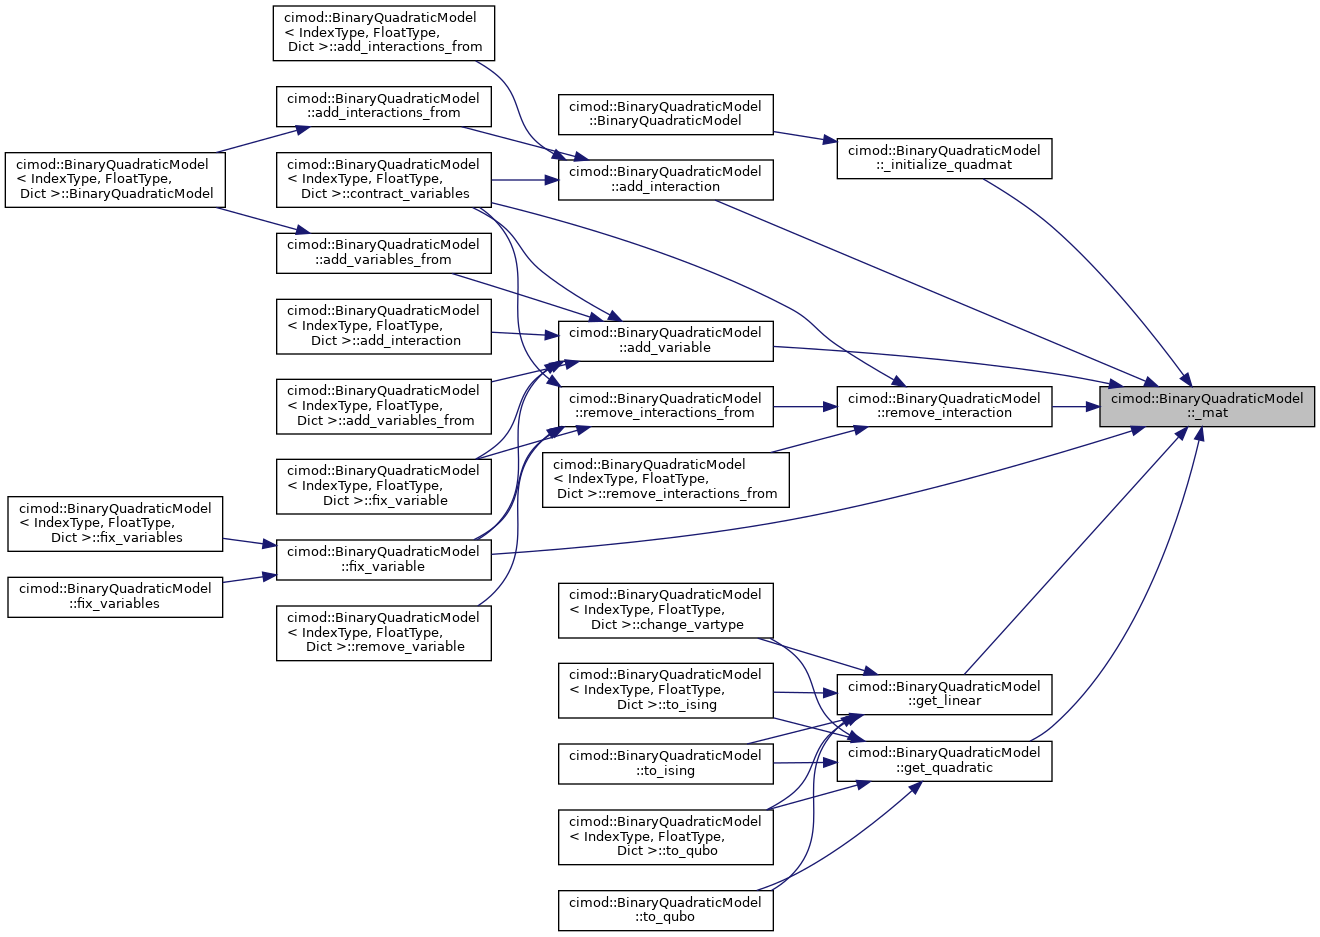 cimod::BinaryQuadraticModel
< IndexType, FloatType,
Dict >::add_interactions_from
cimod::BinaryQuadraticModel
::add_interactions_from
cimod::BinaryQuadraticModel
< IndexType, FloatType,
Dict >::BinaryQuadraticModel
cimod::BinaryQuadraticModel
< IndexType, FloatType,
Dict >::contract_variables
cimod::BinaryQuadraticModel
::add_variables_from
cimod::BinaryQuadraticModel
< IndexType, FloatType,
Dict >::add_interaction
cimod::BinaryQuadraticModel
< IndexType, FloatType,
Dict >::add_variables_from
cimod::BinaryQuadraticModel
< IndexType, FloatType,
Dict >::fix_variable
cimod::BinaryQuadraticModel
< IndexType, FloatType,
Dict >::fix_variables
cimod::BinaryQuadraticModel
::fix_variable
cimod::BinaryQuadraticModel
::fix_variables
cimod::BinaryQuadraticModel
< IndexType, FloatType,
Dict >::remove_variable
cimod::BinaryQuadraticModel
::BinaryQuadraticModel
cimod::BinaryQuadraticModel
::add_interaction
cimod::BinaryQuadraticModel
::add_variable
cimod::BinaryQuadraticModel
::remove_interactions_from
cimod::BinaryQuadraticModel
< IndexType, FloatType,
Dict >::remove_interactions_from
cimod::BinaryQuadraticModel
< IndexType, FloatType,
Dict >::change_vartype
cimod::BinaryQuadraticModel
< IndexType, FloatType,
Dict >::to_ising
cimod::BinaryQuadraticModel
::to_ising
cimod::BinaryQuadraticModel
< IndexType, FloatType,
Dict >::to_qubo
cimod::BinaryQuadraticModel
::to_qubo
cimod::BinaryQuadraticModel
::_initialize_quadmat
cimod::BinaryQuadraticModel
::remove_interaction
cimod::BinaryQuadraticModel
::get_linear
cimod::BinaryQuadraticModel
::get_quadratic
cimod::BinaryQuadraticModel
::_mat